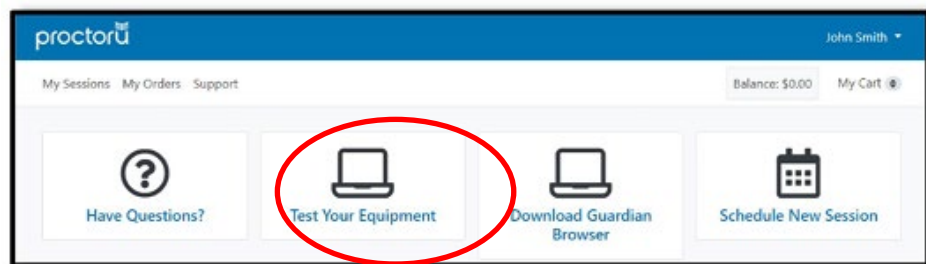 proctoru
John Smith
My Sessions My Orders Support Balance: $0.00 My Cart 0
Have Questions? Test Your Equipment Download Guardian Browser Schedule New Session